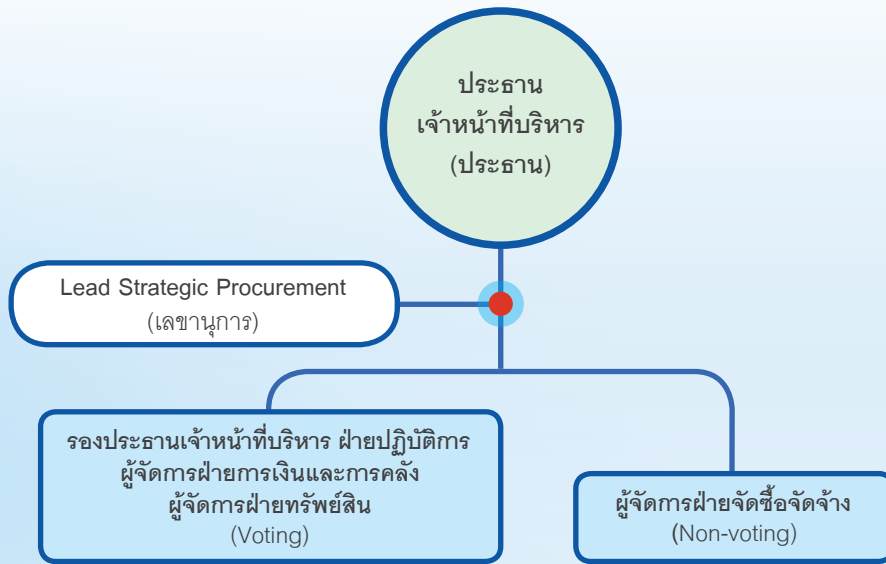 ประธาน
เจ้าหน้าที่บริหาร
(ประธาน)
Lead Strategic Procurement
(เลขานุการ)
รองประธานเจ้าหน้าที่บริหาร ฝ่ายปฏิบัติการ
ผู้จัดการฝ่ายการเงินและการคลัง
ผู้จัดการฝ่ายทรัพย์สิน
(Voting)
ผู้จัดการฝ่ายจัดซื้อจัดจ้าง
(Non-voting)